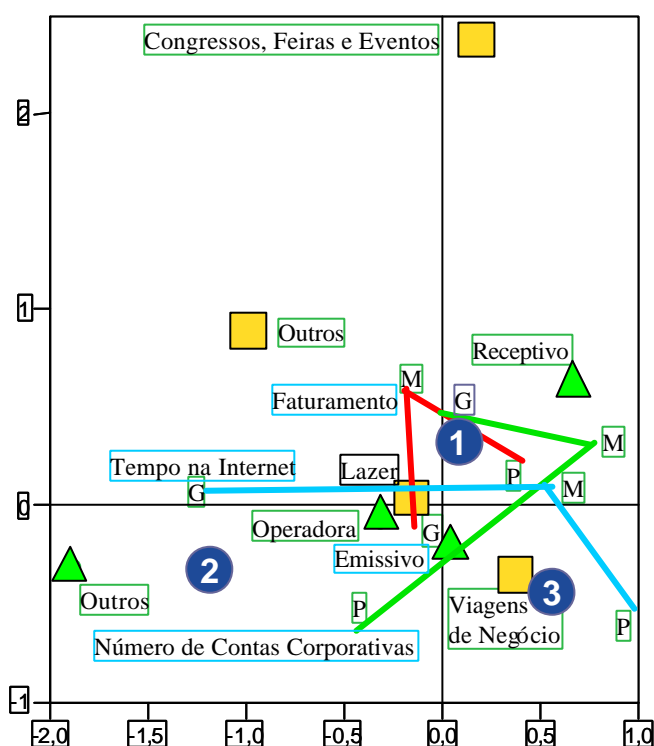 Congressos, Feiras e Eventos
2
1
Outros
Receptivo
M
G
Faturamento
1
M
Tempo na Internet
Lazer
P
G
M
0
Operadora
G
Emissivo
2
3
Outros
P
Viagens
de Negócio
P
Número de Contas Corporativas
-1
-2,0
-1,5
-1,0
-0,5
0,0
0,5
1,0